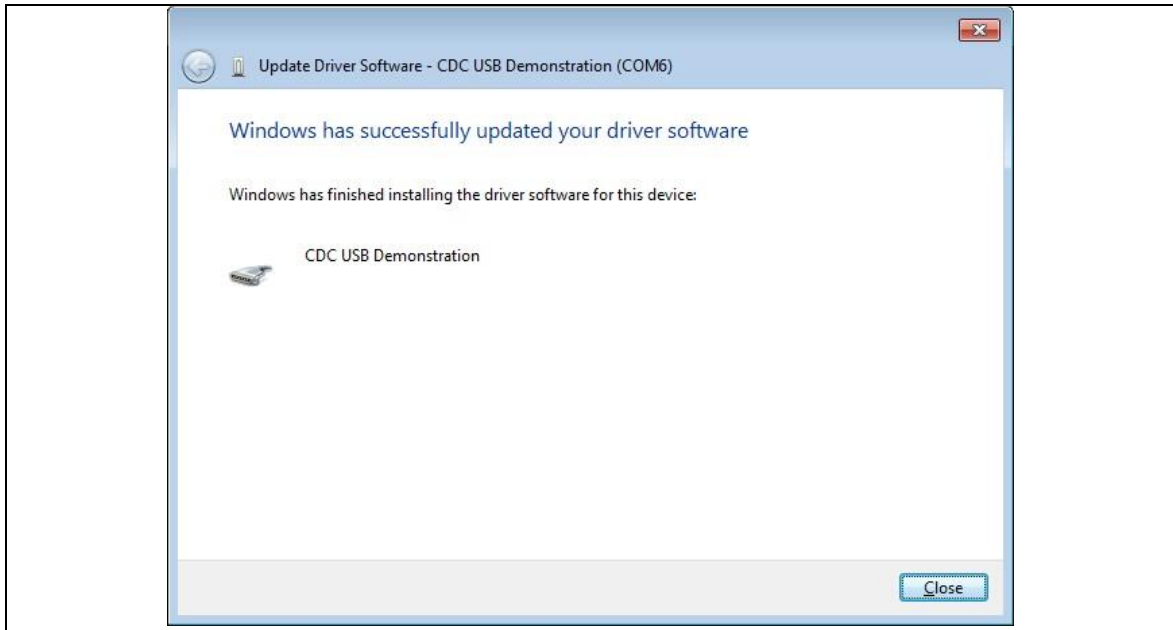 Update Driver Software - CDC USB Demonstration (COM6)
Windows has successfully updated your driver software
Windows has finished installing the driver software for this device:
CDC USB Demonstration
Close